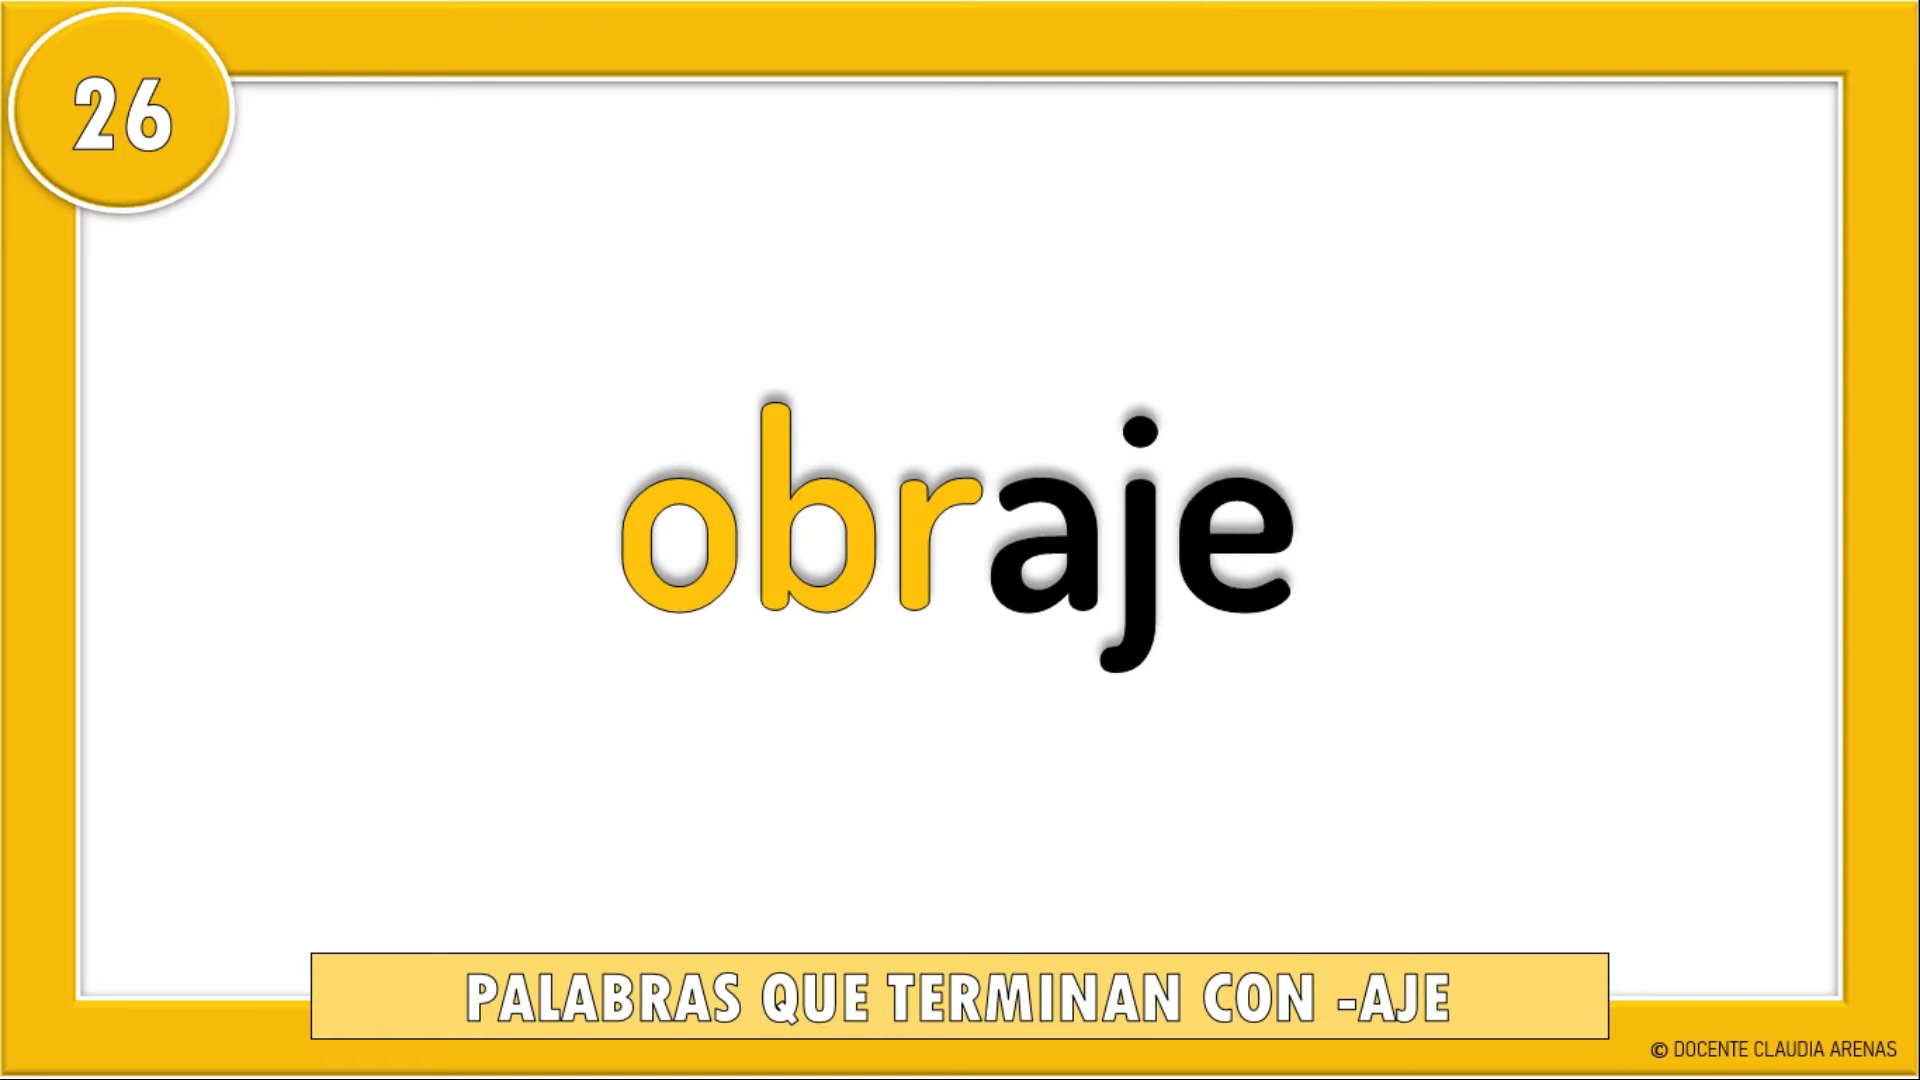 26
obraje
PALABRAS QUE TERMINAN CON -AJE
© DOCENTE CLAUDIA ARENAS